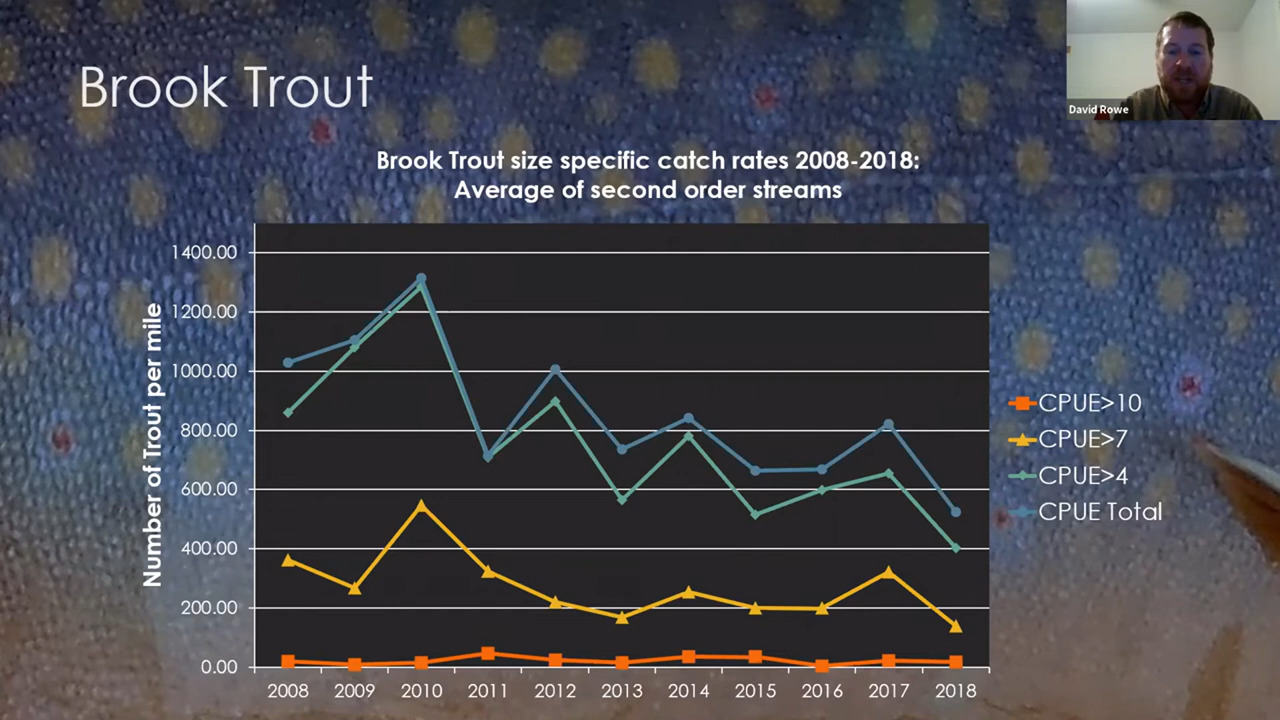 Brook Trout
David Rowe
Brook Trout size specific catch rates 2008-2018:
Average of second order streams
Number of Trout per mile
1400.00
1200.00
1000.00
800.00
600.00
400.00
200.00
0.00
2008 2009 2010 2011 2012 2013 2014 2015 2016 2017 2018
CPUE>10
CPUE>7
CPUE>4
CPUE Total